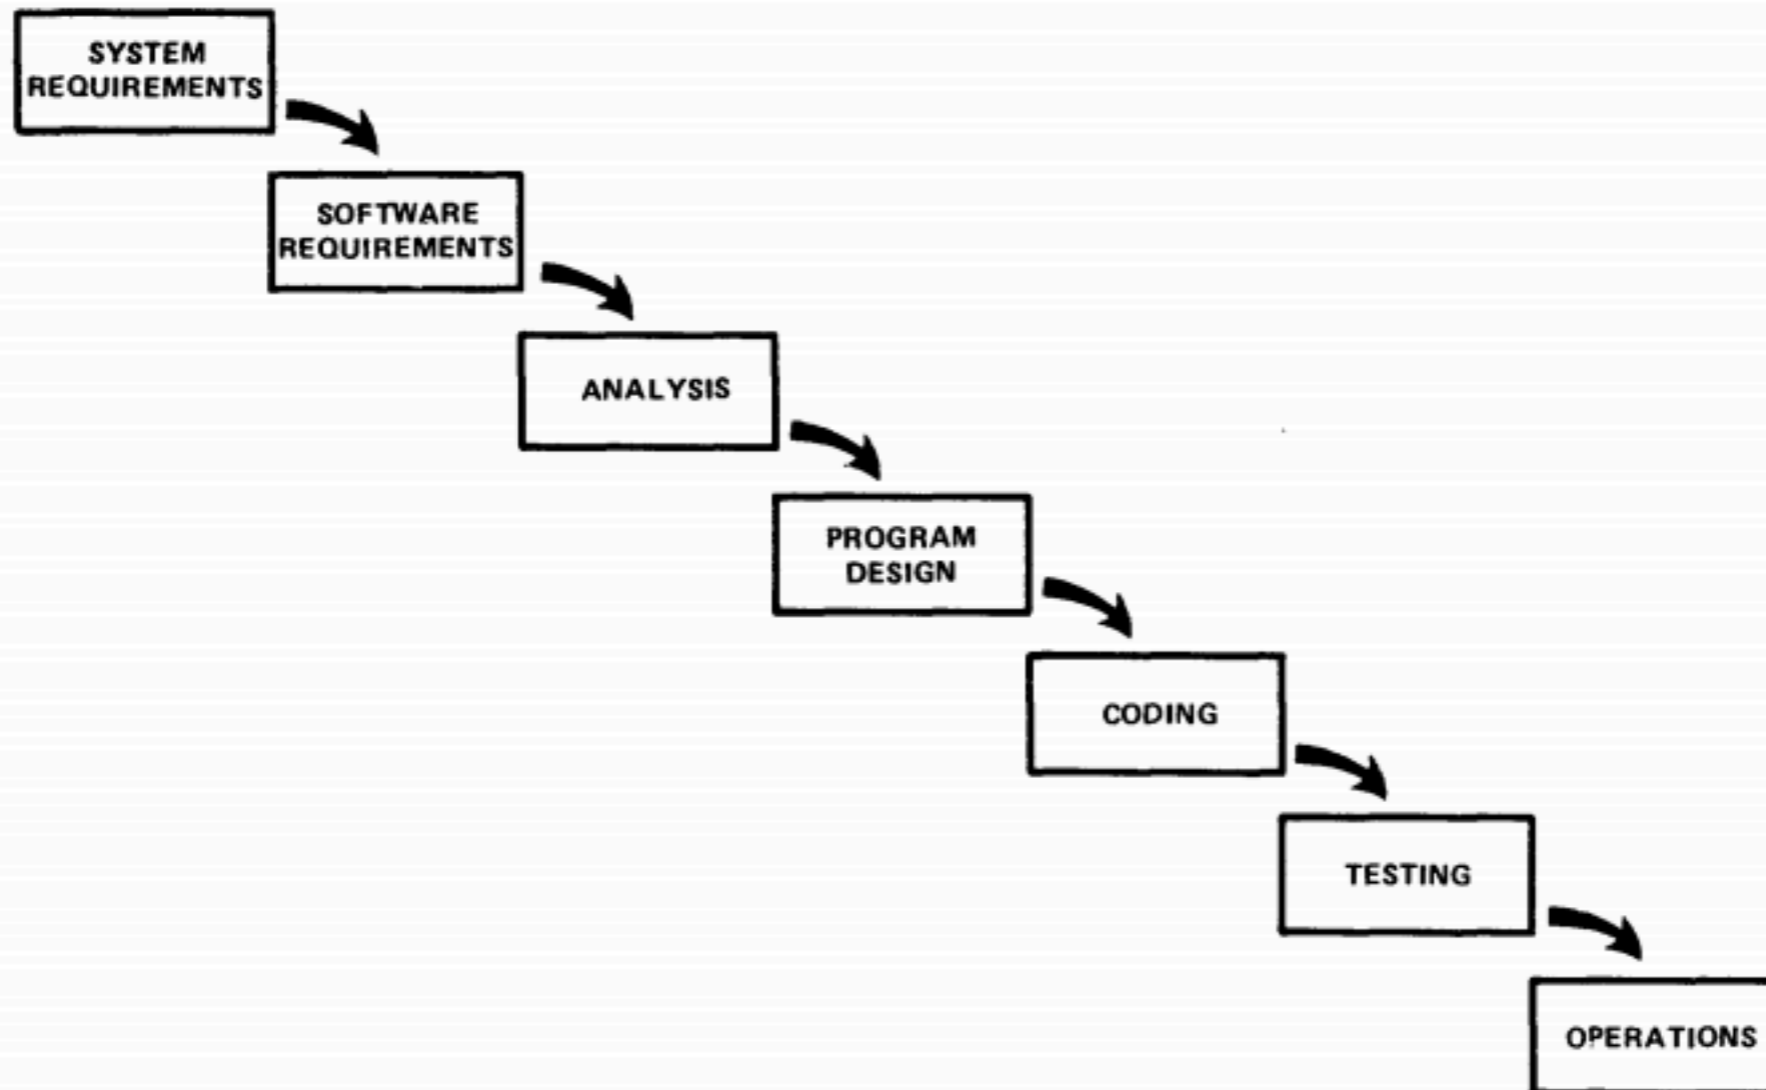 SYSTEM
REQUIREMENTS
SOFTWARE
REQUIREMENTS
ANALYSIS
PROGRAM
DESIGN
CODING
TESTING
OPERATIONS